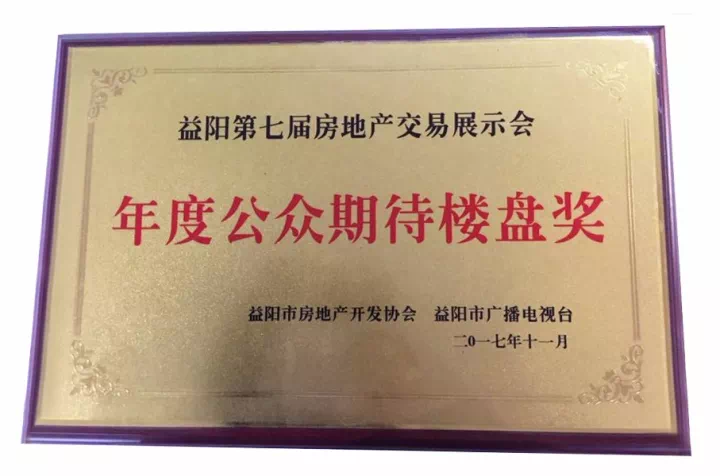 益阳第七届房地产交易展示会
年度公众期待楼盘奖
益阳市房地产开发协会 益阳市广播电视台
二0一七年十一月